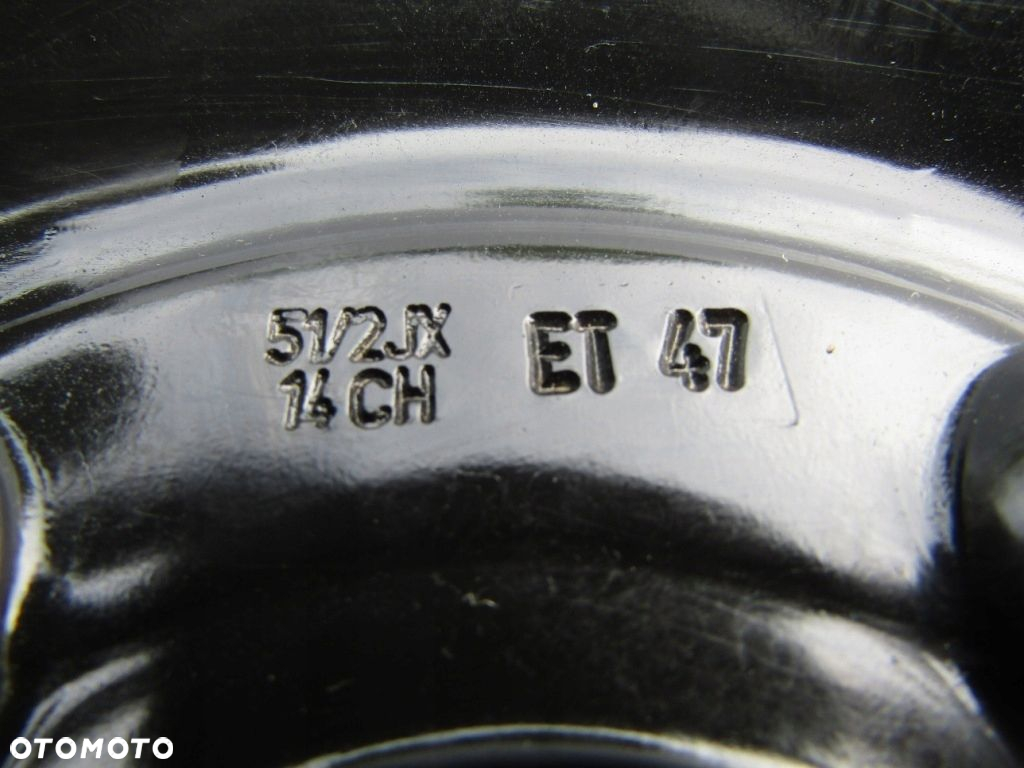 51/2JX ET 47
14CH
OTOMOTO